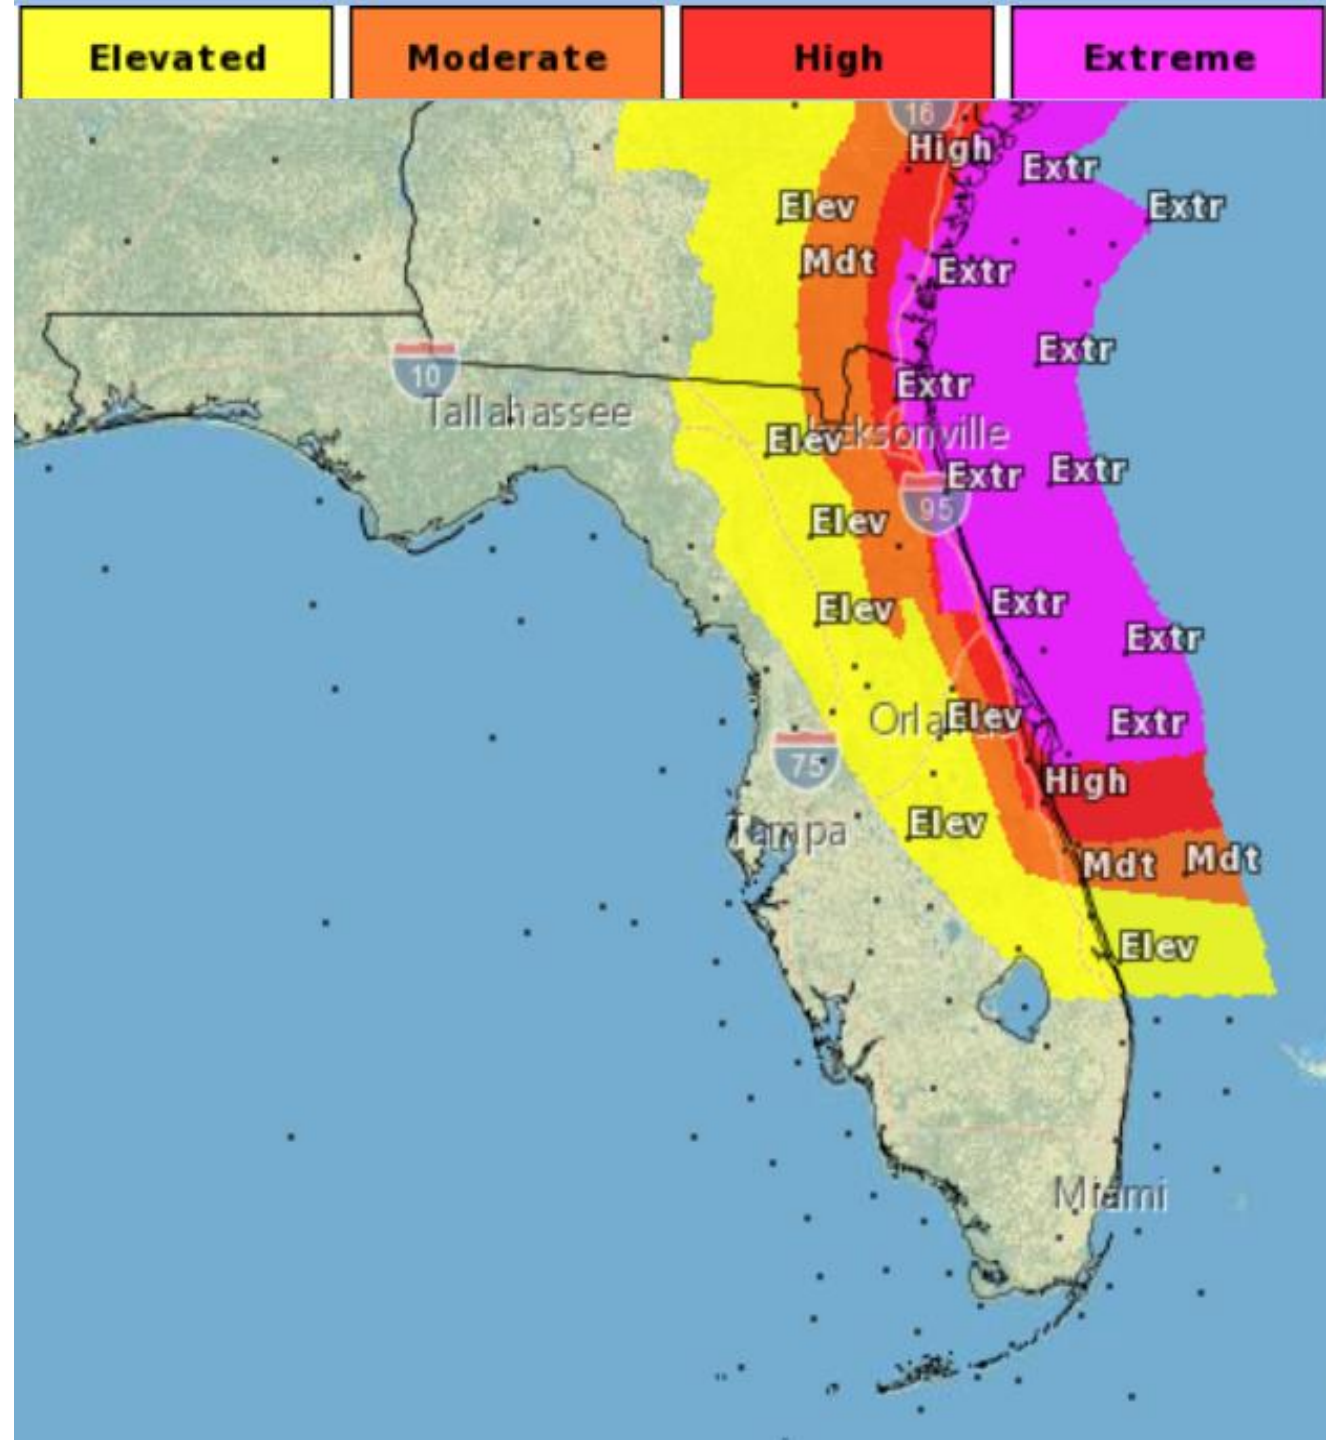 Elevated Moderate High Extreme
16
High
Extr
Elev
Extr
Mdt
Extr
Extr
10
Extr
Tallahassee
Elev
Jacksonville
Extr
Extr
95
Elev
Extr
Elev
Extr
Orlando
Elev
Extr
75
High
Elev
Tampa
Mdt
Mdt
Elev
Miami